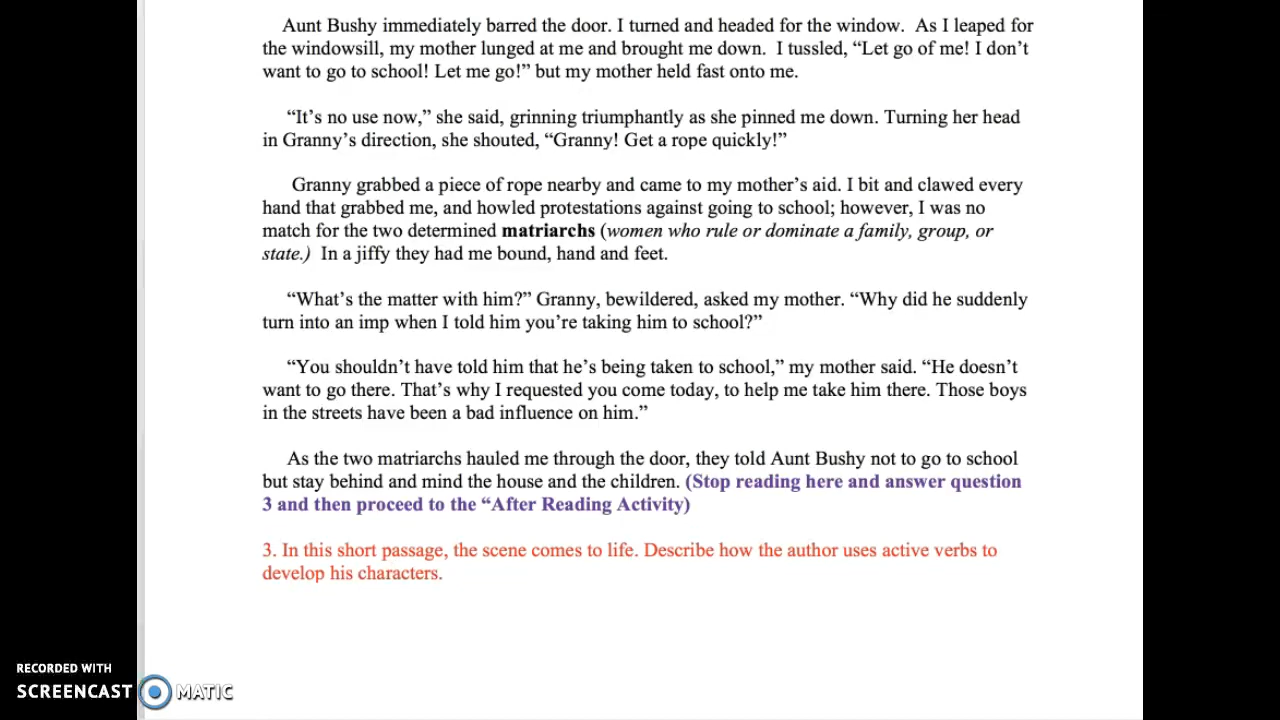 Aunt Bushy immediately barred the door. I turned and headed for the window.  As I leaped for
the windowsill, my mother lunged at me and brought me down.  I tussled, “Let go of me! I don’t
want to go to school! Let me go!” but my mother held fast onto me.
“It’s no use now,” she said, grinning triumphantly as she pinned me down. Turning her head
in Granny’s direction, she shouted, “Granny! Get a rope quickly!”
Granny grabbed a piece of rope nearby and came to my mother’s aid. I bit and clawed every
hand that grabbed me, and howled protestations against going to school; however, I was no
match for the two determined matriarchs (women who rule or dominate a family, group, or
state.)  In a jiffy they had me bound, hand and feet.
“What’s the matter with him?” Granny, bewildered, asked my mother. “Why did he suddenly
turn into an imp when I told him you’re taking him to school?”
“You shouldn’t have told him that he’s being taken to school,” my mother said. “He doesn’t
want to go there. That’s why I requested you come today, to help me take him there. Those boys
in the streets have been a bad influence on him.”
As the two matriarchs hauled me through the door, they told Aunt Bushy not to go to school
but stay behind and mind the house and the children. (Stop reading here and answer question
3 and then proceed to the “After Reading Activity)
3. In this short passage, the scene comes to life. Describe how the author uses active verbs to
develop his characters.
RECORDED WITH
SCREENCAST MATIC